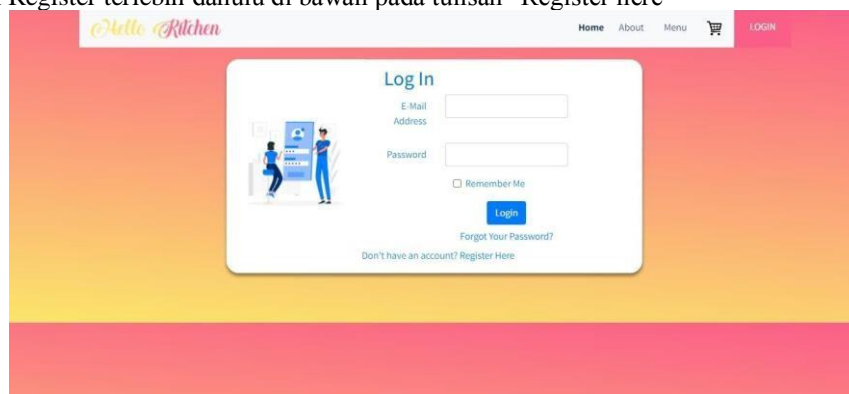 Register terlebih dahulu di bawah pada tulisan "Register here"
Hello Kitchen
Home About Menu LOGIN
Log In
E-Mail
Address
Password
Remember Me
Login
Forgot Your Password?
Don't have an account? Register Here